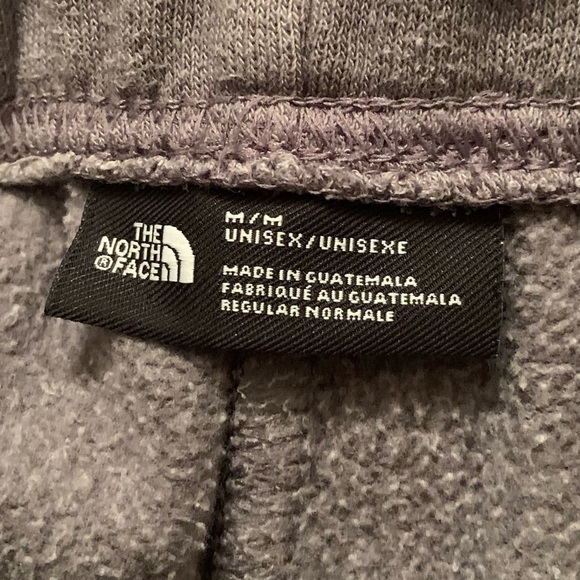 THE
NORTH
® FACE
M/M
UNISEX/UNISEXE
MADE IN GUATEMALA
FABRIQUÉ AU GUATEMALA
REGULAR NORMALE